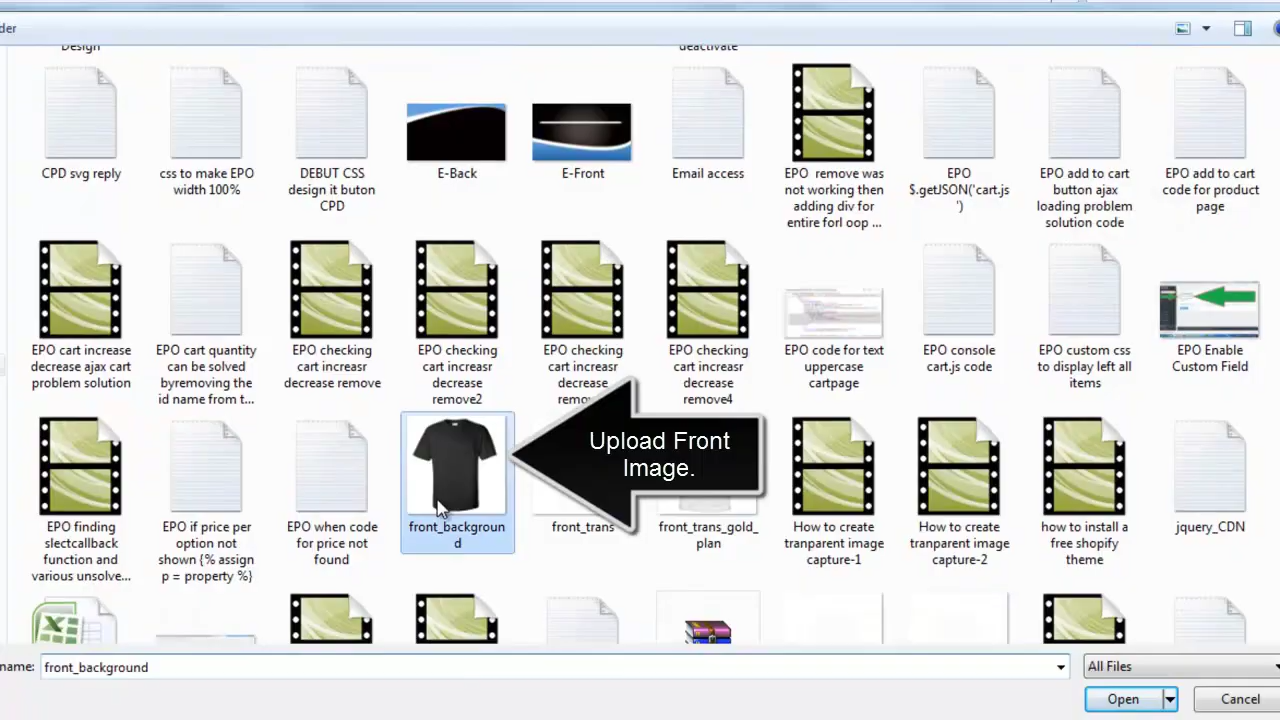 der
Design
deactivate
CPD svg reply
css to make EPO
width 100%
DEBUT CSS
design it buton
CPD
E-Back
E-Front
Email access
EPO remove was
not working then
adding div for
entire forl oop ...
EPO
$.getJSON('cart.js
')
EPO add to cart
button ajax
loading problem
solution code
EPO add to cart
code for product
page
EPO cart increase
decrease ajax cart
problem solution
EPO cart quantity
can be solved
byremoving the
id name from t...
EPO checking
cart increasr
decrease remove
EPO checking
cart increasr
decrease
remove2
EPO checking
cart increasr
decrease
EPO checking
cart increasr
decrease
remove4
EPO code for text
uppercase
cartpage
EPO console
cart.js code
EPO custom css
to display left all
items
EPO Enable
Custom Field
Upload Front
Image.
EPO finding
slectcallback
function and
various unsolve...
EPO if price per
option not
shown {% assign
p = property %}
EPO when code
for price not
found
front_backgroun
d
front_trans
front_trans_gold_
plan
How to create
tranparent image
capture-1
How to create
tranparent image
capture-2
how to install a
free shopify
theme
jquery_CDN
name: front_background
All Files
Open
Cancel